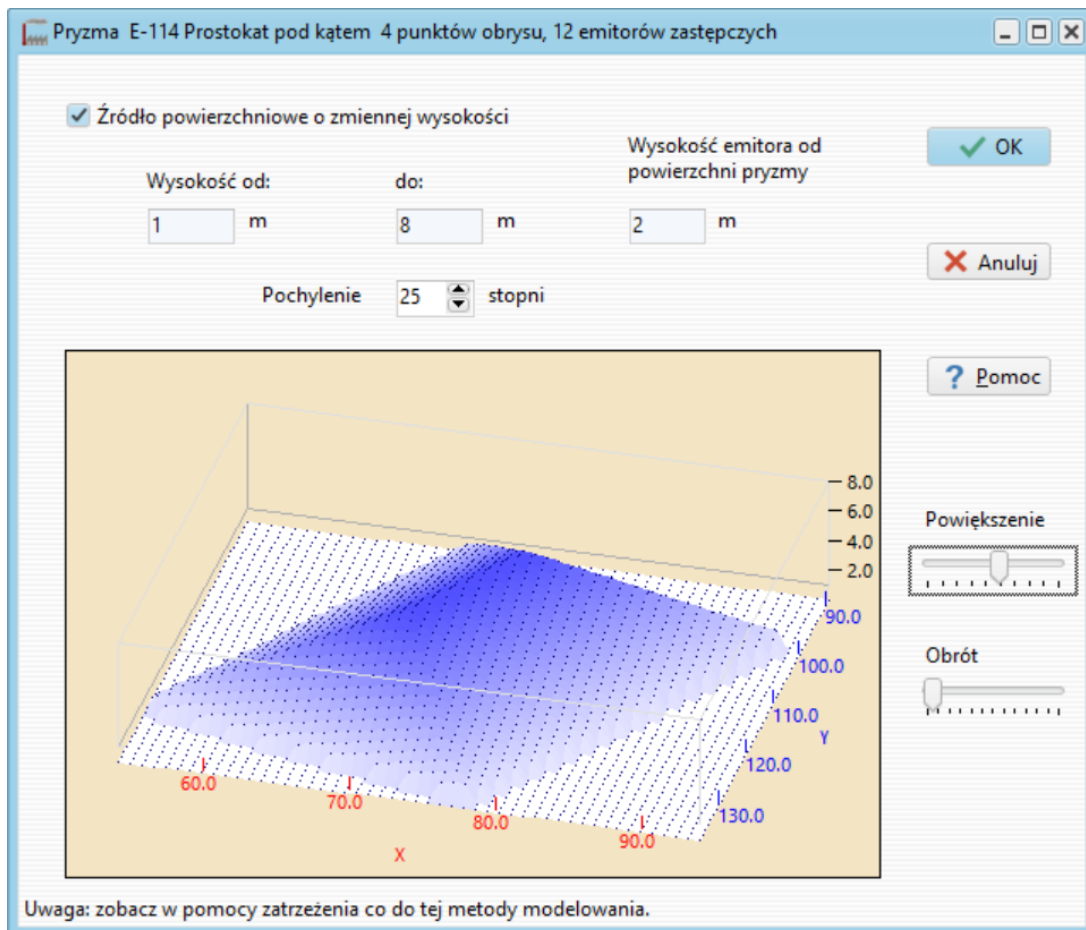 Pryzma E-114 Prostokat pod kątem 4 punktów obrysu, 12 emitorów zastępczych
Źródło powierzchniowe o zmiennej wysokości
Wysokość emitora od
powierzchni pryzmy
OK
Wysokość od:
do:
1 m
8 m
2 m
Anuluj
Pochylenie 25 stopni
Pomoc
8.0
6.0
4.0
2.0
Powiększenie
90.0
100.0
110.0
Y
120.0
130.0
Obrót
60.0
70.0
80.0
90.0
X
Uwaga: zobacz w pomocy zatrzeżenia co do tej metody modelowania.